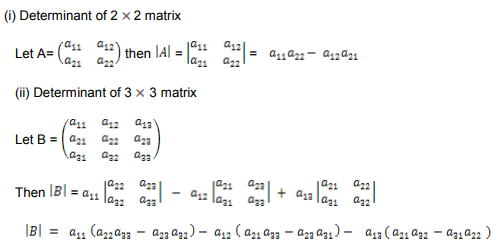 (i) Determinant of 2 × 2 matrix
Let A= (a₁₁ a₁₂ a₂₁ a₂₂) then |A| = |a₁₁ a₁₂ a₂₁ a₂₂| = a₁₁a₂₂ − a₁₂a₂₁
(ii) Determinant of 3 × 3 matrix
Let B = (a₁₁ a₁₂ a₁₃ a₂₁ a₂₂ a₂₃ a₃₁ a₃₂ a₃₃)
Then |B| = a₁₁ |a₂₂ a₂₃ a₃₂ a₃₃| − a₁₂ |a₂₁ a₂₃ a₃₁ a₃₃| + a₁₃ |a₂₁ a₂₂ a₃₁ a₃₂|
|B| = a₁₁ (a₂₂a₃₃ − a₂₃a₃₂) − a₁₂ (a₂₁a₃₃ − a₂₃a₃₁) − a₁₃ (a₂₁a₃₂ − a₃₁a₂₂)